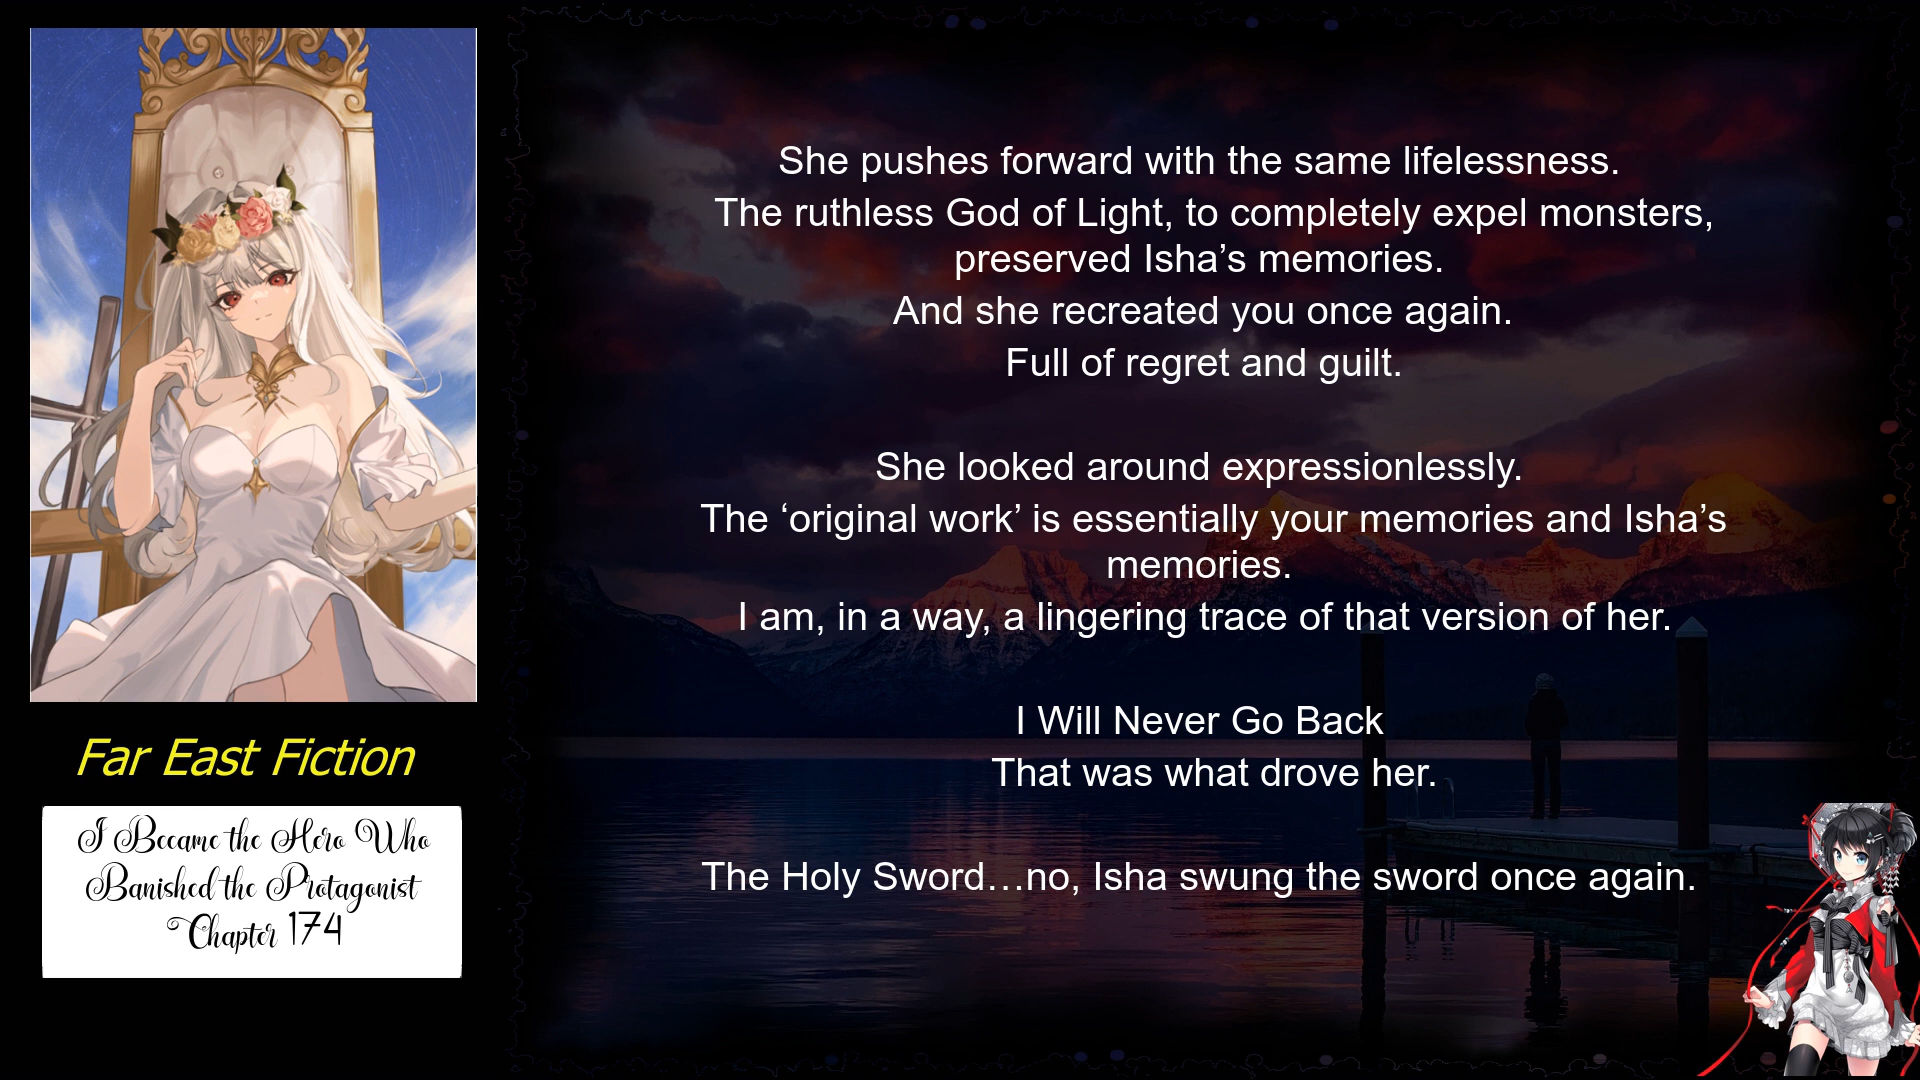 She pushes forward with the same lifelessness.
The ruthless God of Light, to completely expel monsters,
preserved Isha’s memories.
And she recreated you once again.
Full of regret and guilt.
She looked around expressionlessly.
The ‘original work’ is essentially your memories and Isha’s
memories.
I am, in a way, a lingering trace of that version of her.
I Will Never Go Back
That was what drove her.
The Holy Sword…no, Isha swung the sword once again.
Far East Fiction
I Became the Hero Who
Banished the Protagonist
Chapter 174